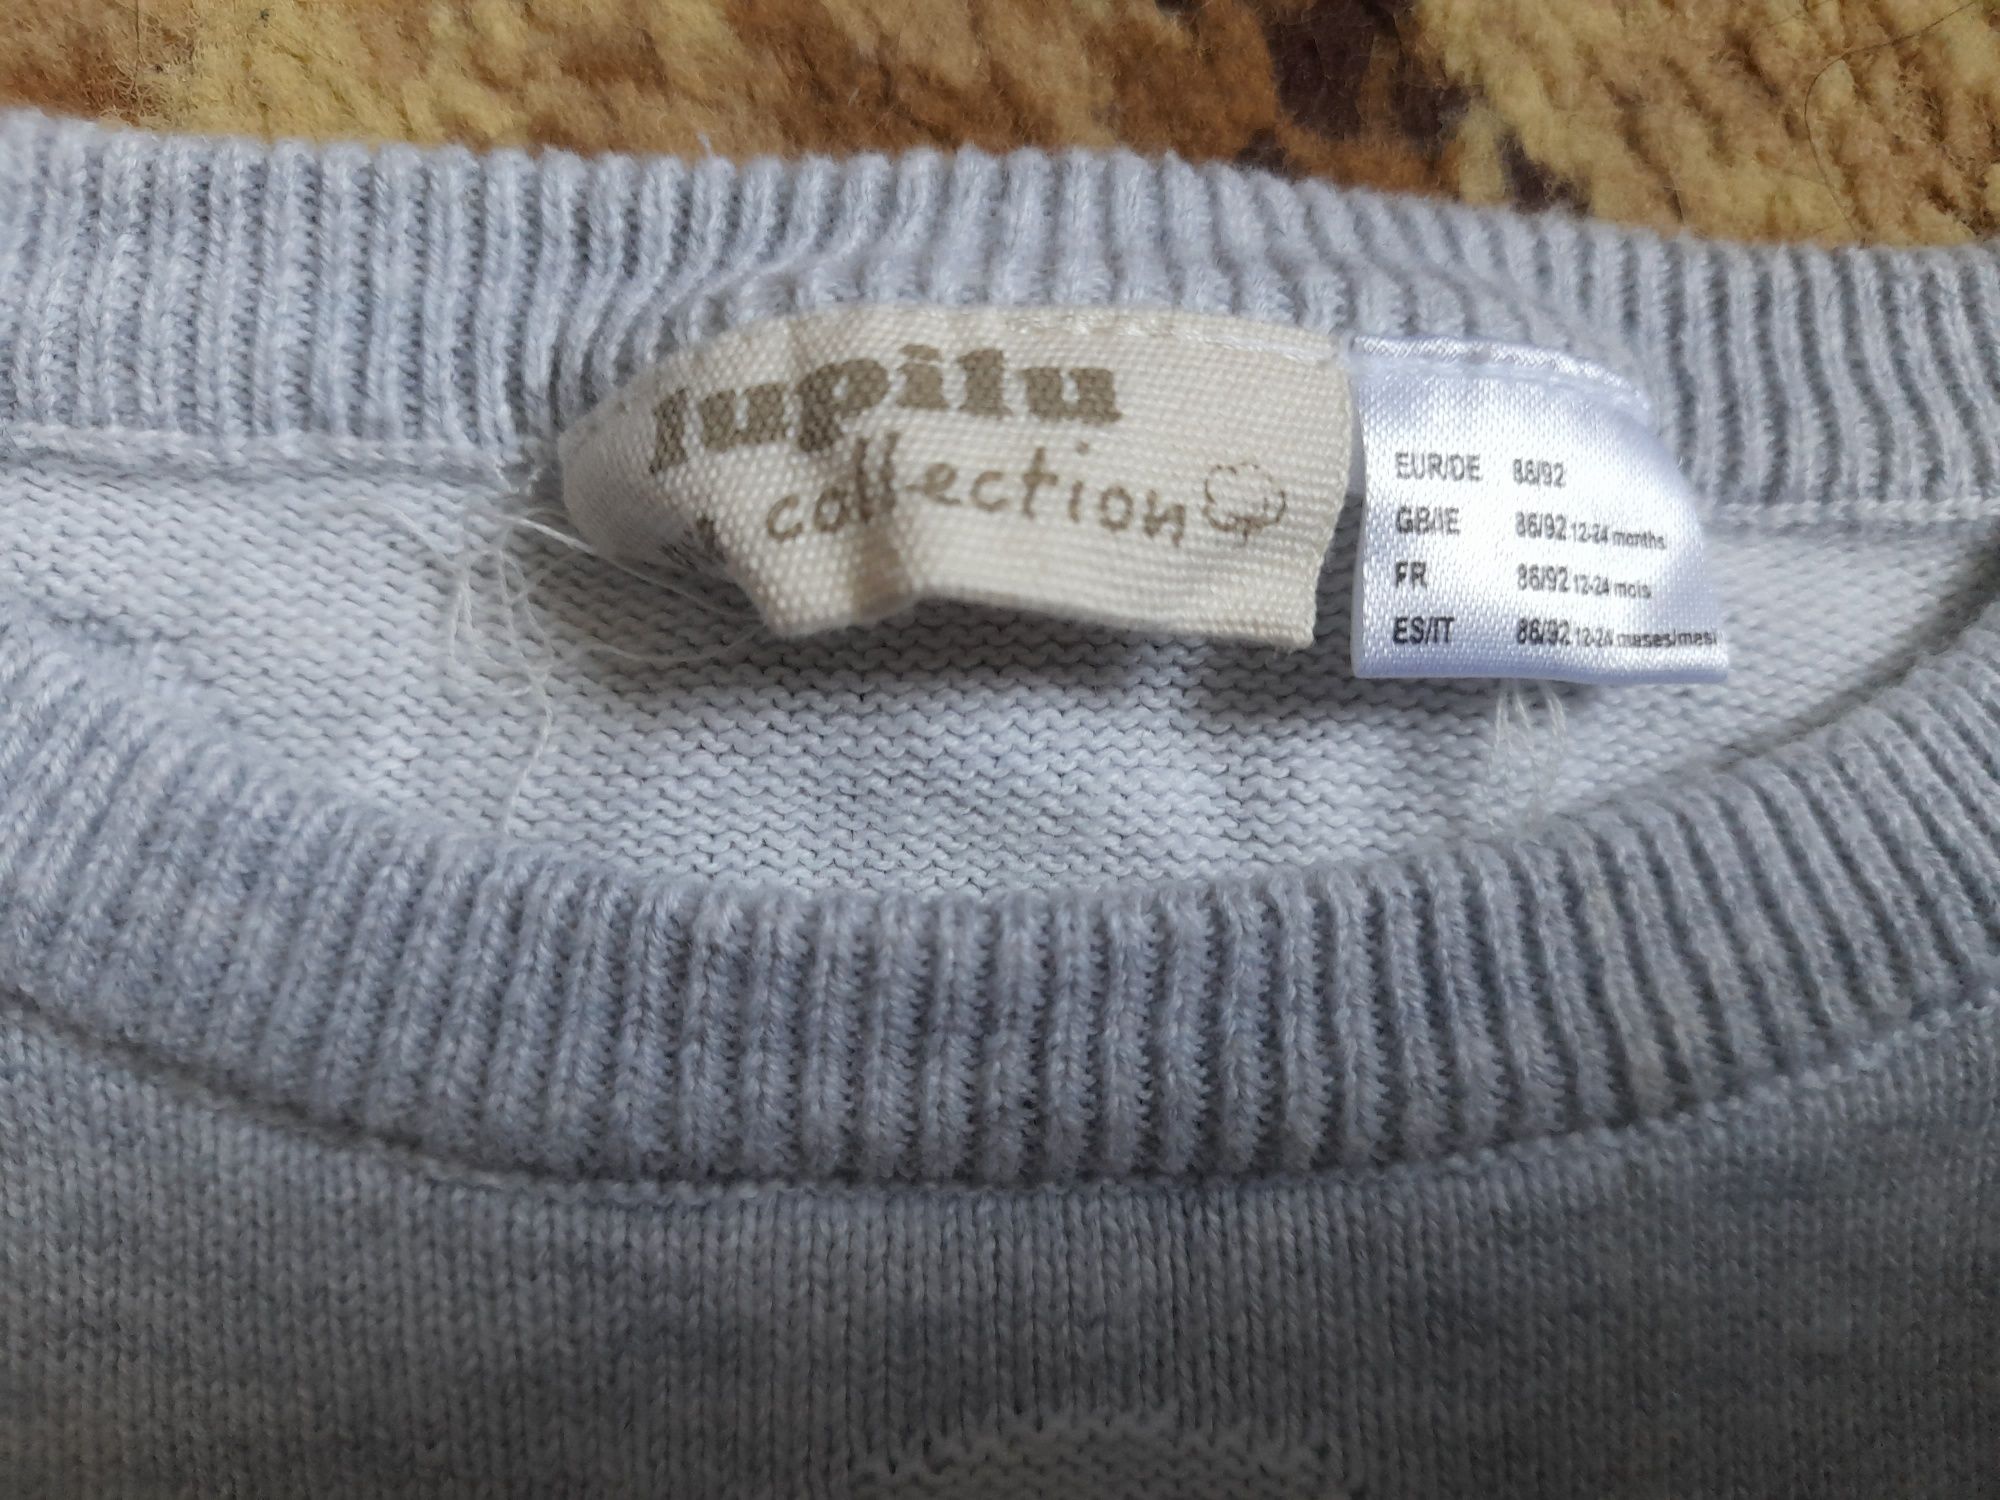 lupilu
collection
EUR/DE 86/92
GB/IE 86/92 12-24 months
FR 86/92 12-24 mois
ES/IT 86/92 12-24 meses/mesi